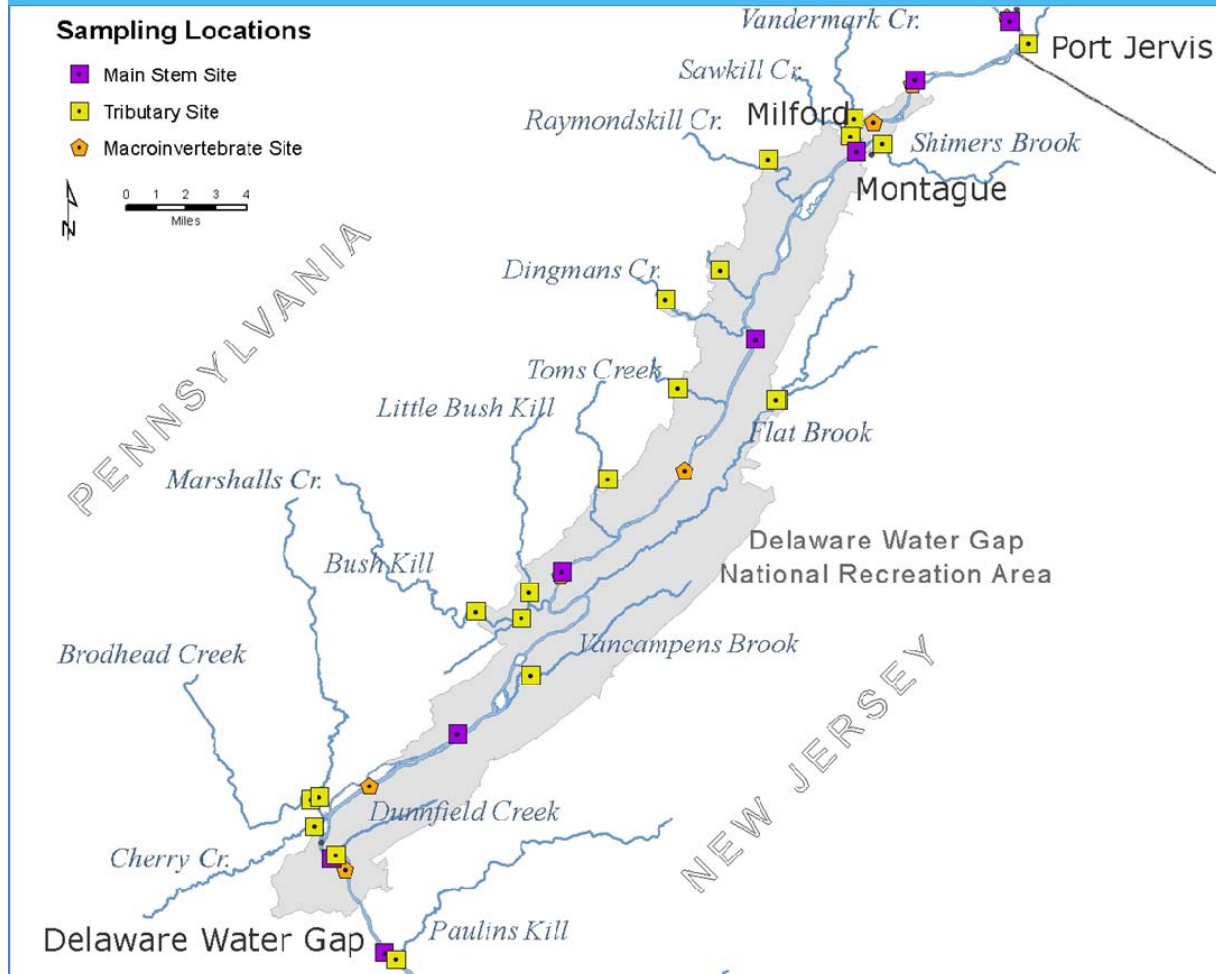 Sampling Locations
Main Stem Site
Tributary Site
Macroinvertebrate Site
N
0 1 2 3 4
Miles
Vandermark Cr.
Port Jervis
Sawkill Cr.
Milford
Raymondskill Cr.
Shimers Brook
Montague
PENNSYLVANIA
Dingmans Cr.
Toms Creek
Little Bush Kill
Flat Brook
Marshalls Cr.
Delaware Water Gap
National Recreation Area
Bush Kill
Vancampens Brook
Brodhead Creek
NEW JERSEY
Dunnfield Creek
Cherry Cr.
Delaware Water Gap
Paulins Kill